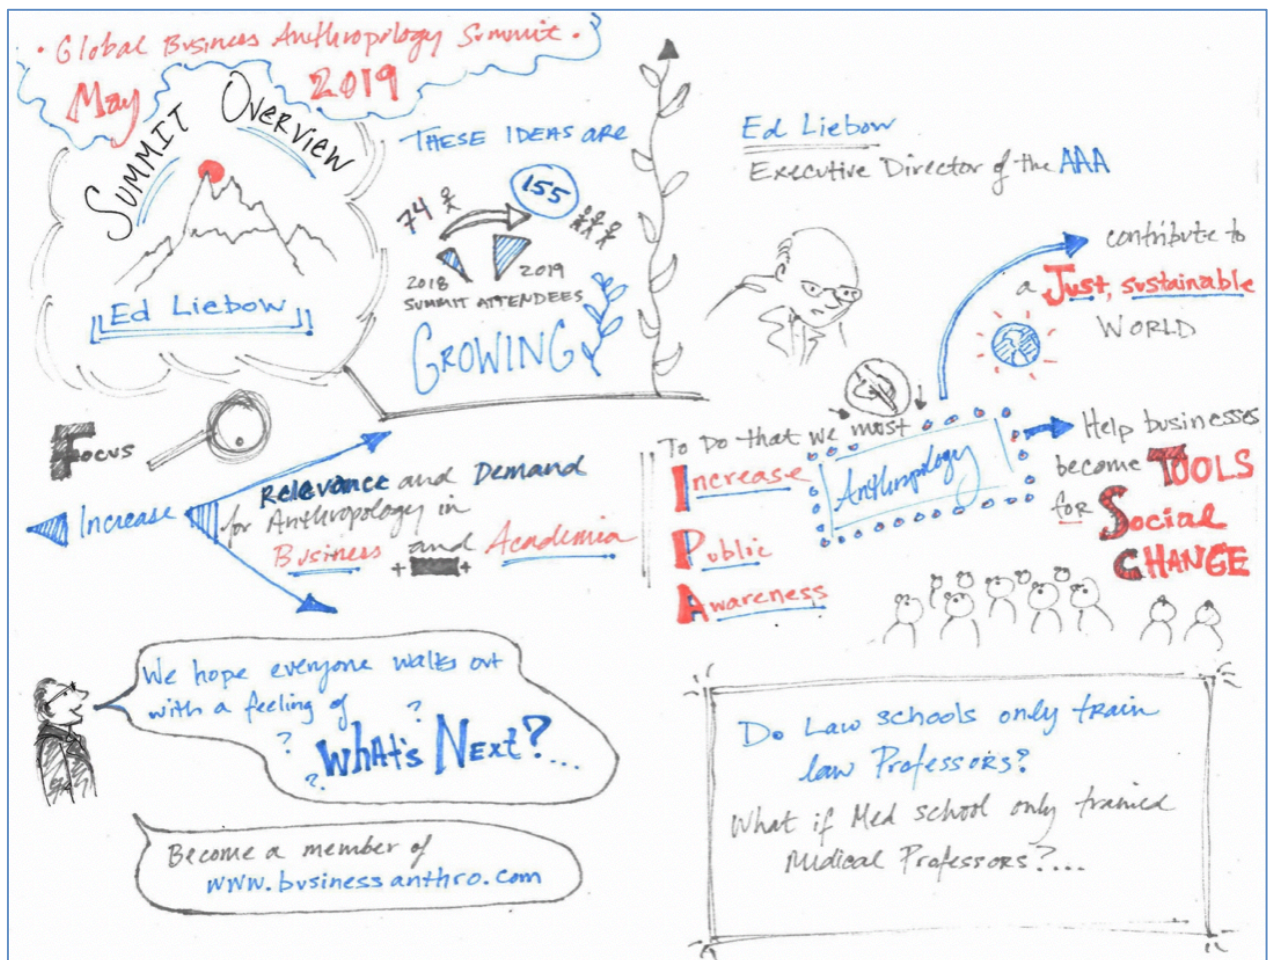 · Global Business Anthropology Summit ·
May 2019
SUMMIT OVERVIEW
Ed Liebow
THESE IDEAS ARE
74
155
2018
2019
SUMMIT ATTENDEES
GROWING
Ed Liebow
Executive Director of the AAA
contribute to
a Just, sustainable
WORLD
Focus
Increase
Relevance and Demand
for Anthropology in
Business + and + Academia
To Do that we must
Increase
Public
Awareness
Anthropology
Help businesses
become TOOLS
for Social
CHANGE
We hope everyone walks out
with a feeling of
? ? ?
What's Next?...
Become a member of
www.businessanthro.com
Do Law schools only train
law Professors?
What if Med school only trained
Medical Professors?....